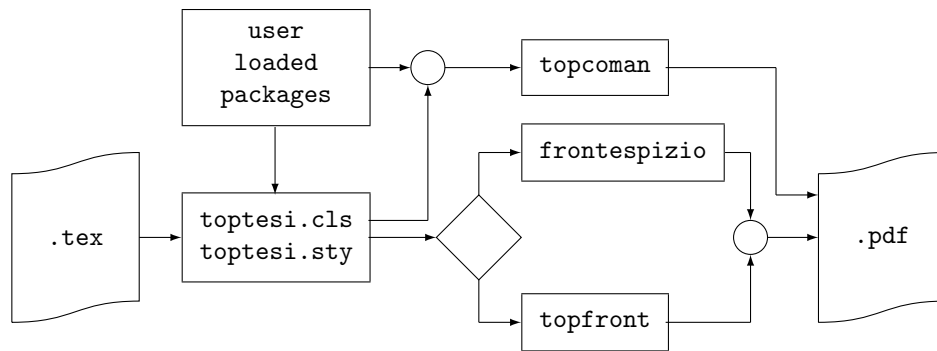 user
loaded
packages
topcoman
frontespizio
.tex
toptesi.cls
toptesi.sty
.pdf
topfront